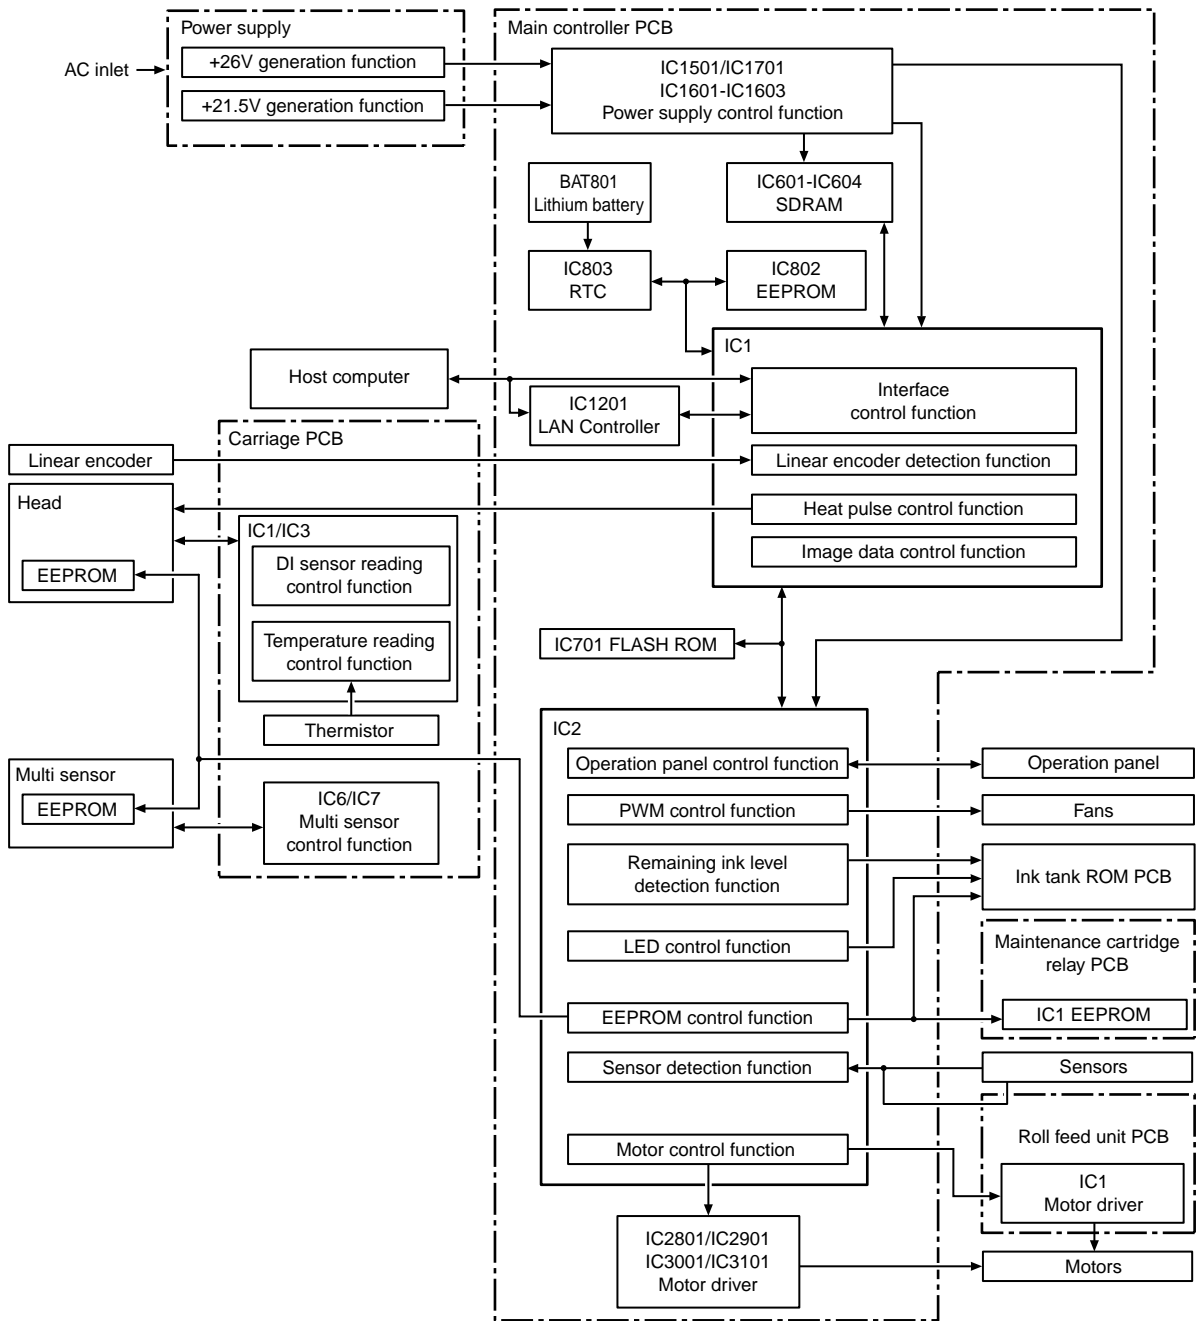 Power supply
AC inlet
+26V generation function
+21.5V generation function
Main controller PCB
IC1501/IC1701
IC1601-IC1603
Power supply control function
BAT801
Lithium battery
IC601-IC604
SDRAM
IC803
RTC
IC802
EEPROM
IC1
Host computer
Interface
control function
IC1201
LAN Controller
Carriage PCB
Linear encoder
Linear encoder detection function
Head
Heat pulse control function
IC1/IC3
Image data control function
EEPROM
DI sensor reading
control function
Temperature reading
control function
IC701 FLASH ROM
Thermistor
IC2
Multi sensor
EEPROM
IC6/IC7
Multi sensor
control function
Operation panel control function
Operation panel
PWM control function
Fans
Remaining ink level
detection function
Ink tank ROM PCB
LED control function
Maintenance cartridge
relay PCB
EEPROM control function
IC1 EEPROM
Sensor detection function
Sensors
Motor control function
Roll feed unit PCB
IC1
Motor driver
IC2801/IC2901
IC3001/IC3101
Motor driver
Motors